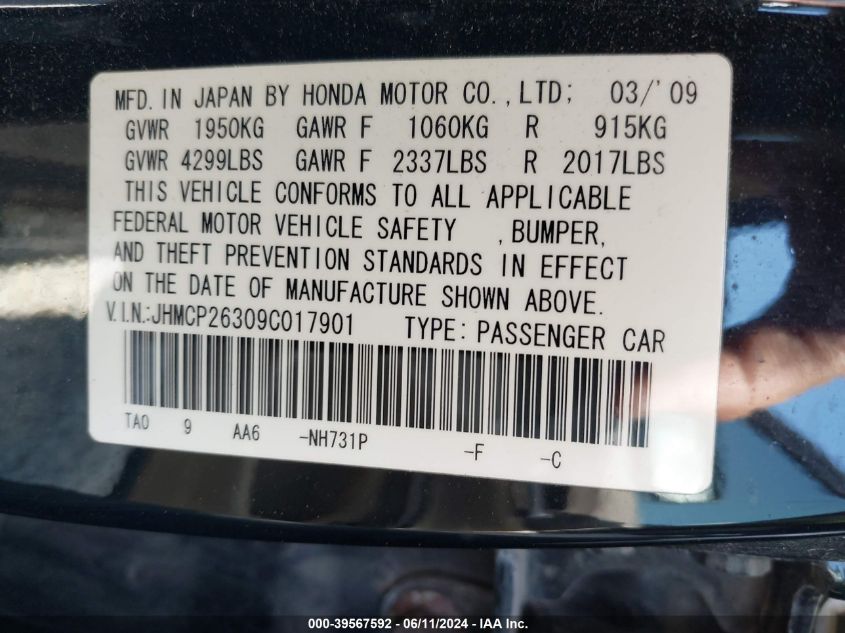 MFD. IN JAPAN BY HONDA MOTOR CO., LTD; 03/'09
GVWR 1950KG GAWR F 1060KG R 915KG
GVWR 4299LBS GAWR F 2337LBS R 2017LBS
THIS VEHICLE CONFORMS TO ALL APPLICABLE
FEDERAL MOTOR VEHICLE SAFETY , BUMPER,
AND THEFT PREVENTION STANDARDS IN EFFECT
ON THE DATE OF MANUFACTURE SHOWN ABOVE.
V.I.N.:JHMCP26309C017901 TYPE: PASSENGER CAR
TA0 9 AA6 -NH731P -F -C
000-39567592 / 06/11/2024 - IAA Inc.